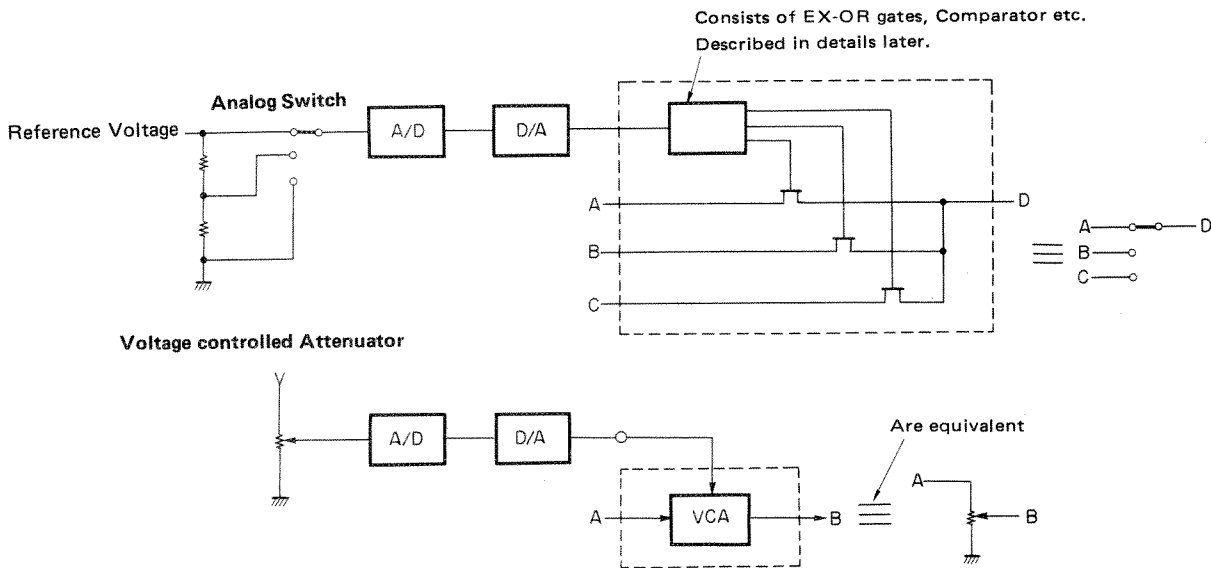 Consists of EX-OR gates, Comparator etc.
Described in details later.
Analog Switch
Reference Voltage
A/D
D/A
A
D
B
C
A
D
B
C
Voltage controlled Attenuator
V
A/D
D/A
Are equivalent
A
VCA
B
A
B